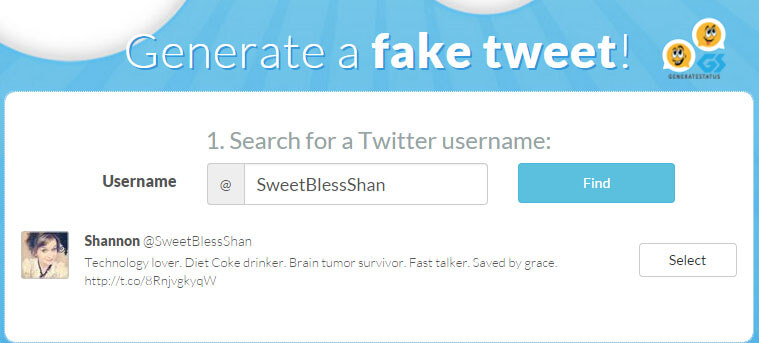 Generate a fake tweet!
GENERATESTATUS
1. Search for a Twitter username:
Username @ SweetBlessShan Find
Shannon @SweetBlessShan
Technology lover. Diet Coke drinker. Brain tumor survivor. Fast talker. Saved by grace.
http://t.co/8RnjvgkyqW
Select